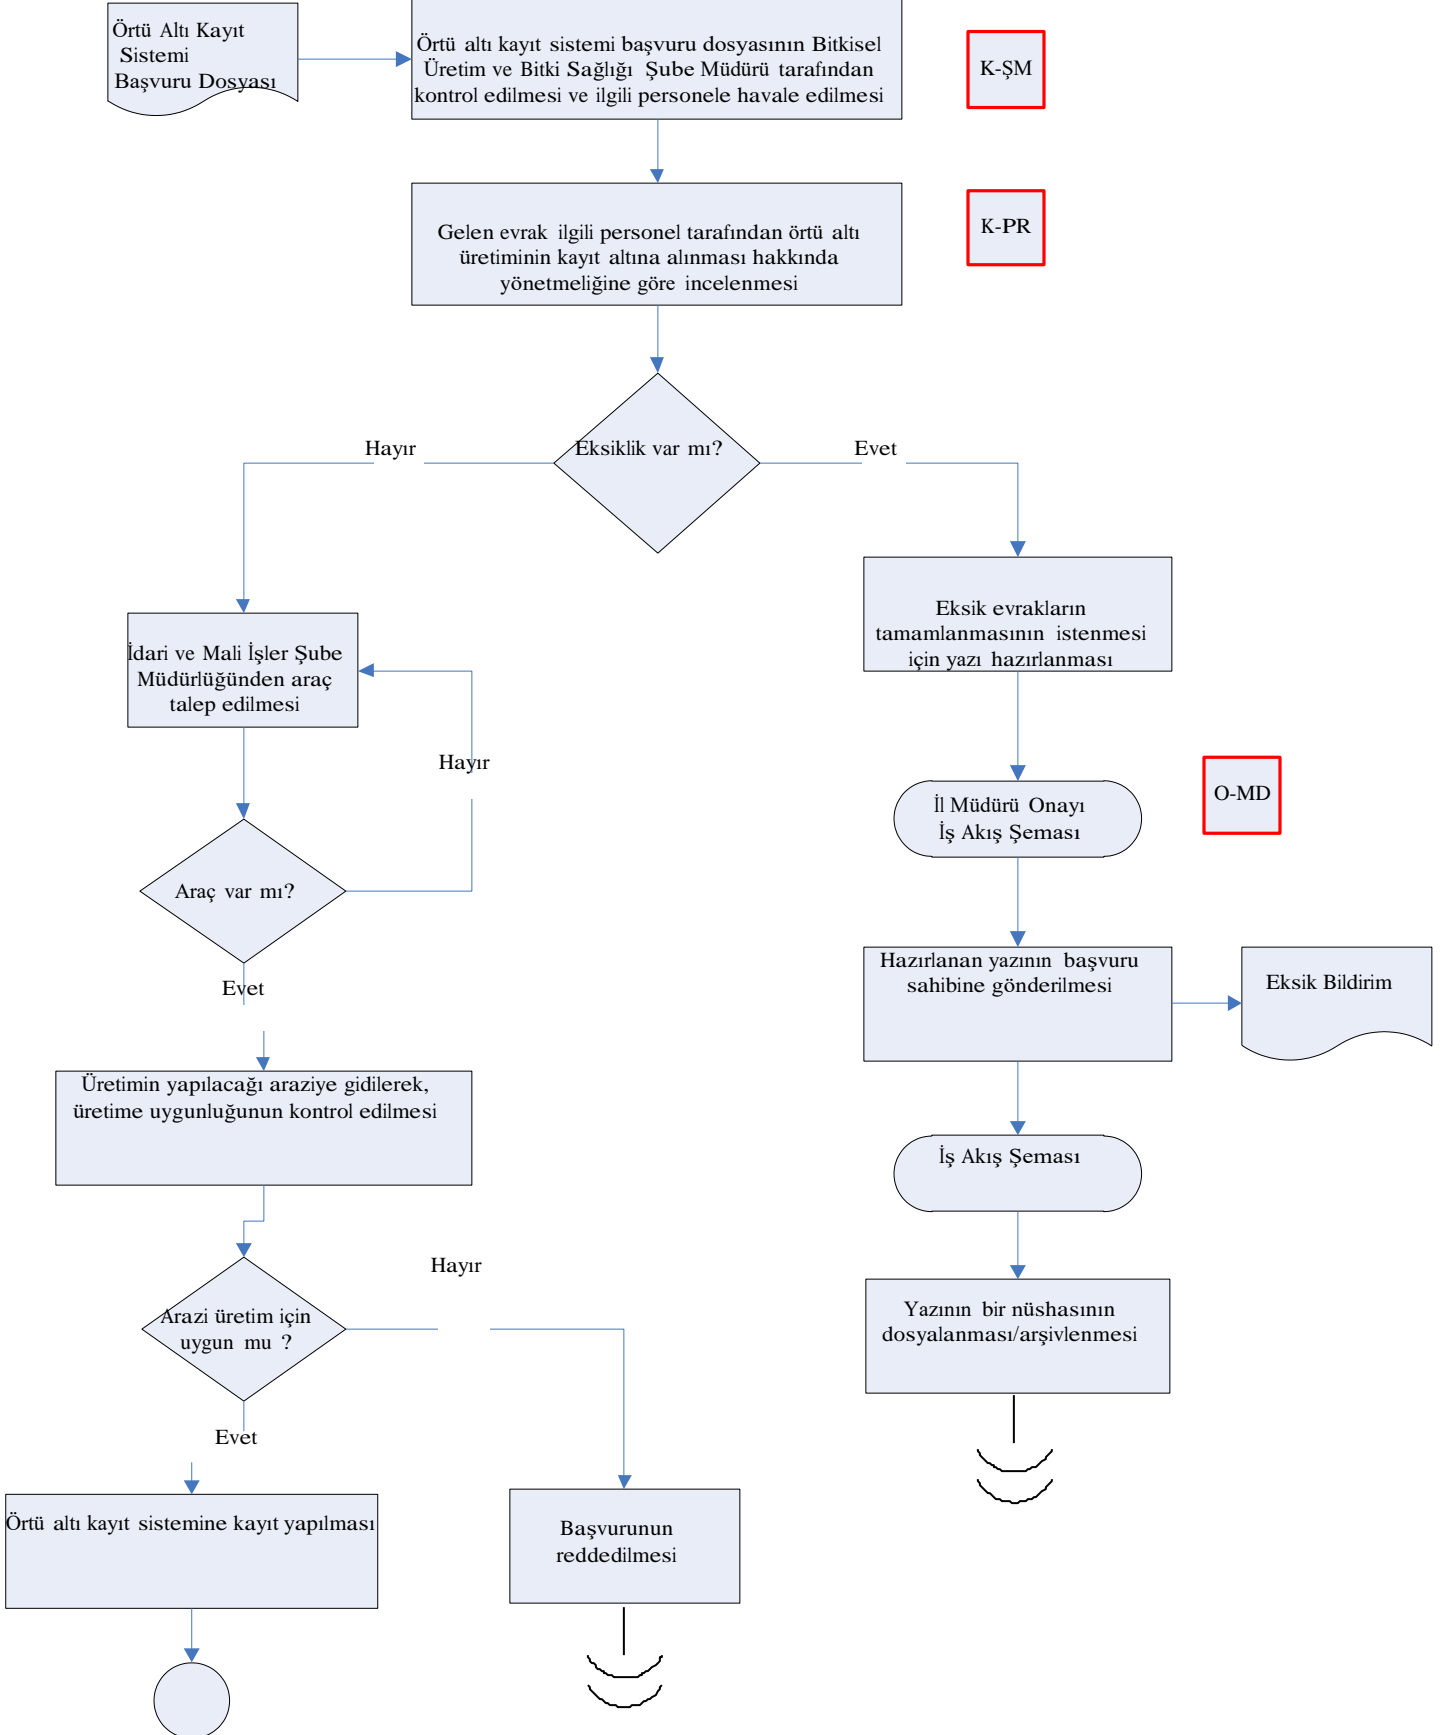 Örtü Altı Kayıt
Sistemi
Başvuru Dosyası
Örtü altı kayıt sistemi başvuru dosyasının Bitkisel
Üretim ve Bitki Sağlığı Şube Müdürü tarafından
kontrol edilmesi ve ilgili personele havale edilmesi
K-ŞM
Gelen evrak ilgili personel tarafından örtü altı
üretiminin kayıt altına alınması hakkında
yönetmeliğine göre incelenmesi
K-PR
Eksiklik var mı?
Hayır
Evet
İdari ve Mali İşler Şube
Müdürlüğünden araç
talep edilmesi
Eksik evrakların
tamamlanmasının istenmesi
için yazı hazırlanması
Hayır
İl Müdürü Onayı
İş Akış Şeması
O-MD
Araç var mı?
Evet
Hazırlanan yazının başvuru
sahibine gönderilmesi
Eksik Bildirim
Üretimin yapılacağı araziye gidilerek,
üretime uygunluğunun kontrol edilmesi
İş Akış Şeması
Hayır
Arazi üretim için
uygun mu ?
Yazının bir nüshasının
dosyalanması/arşivlenmesi
Evet
Örtü altı kayıt sistemine kayıt yapılması
Başvurunun
reddedilmesi